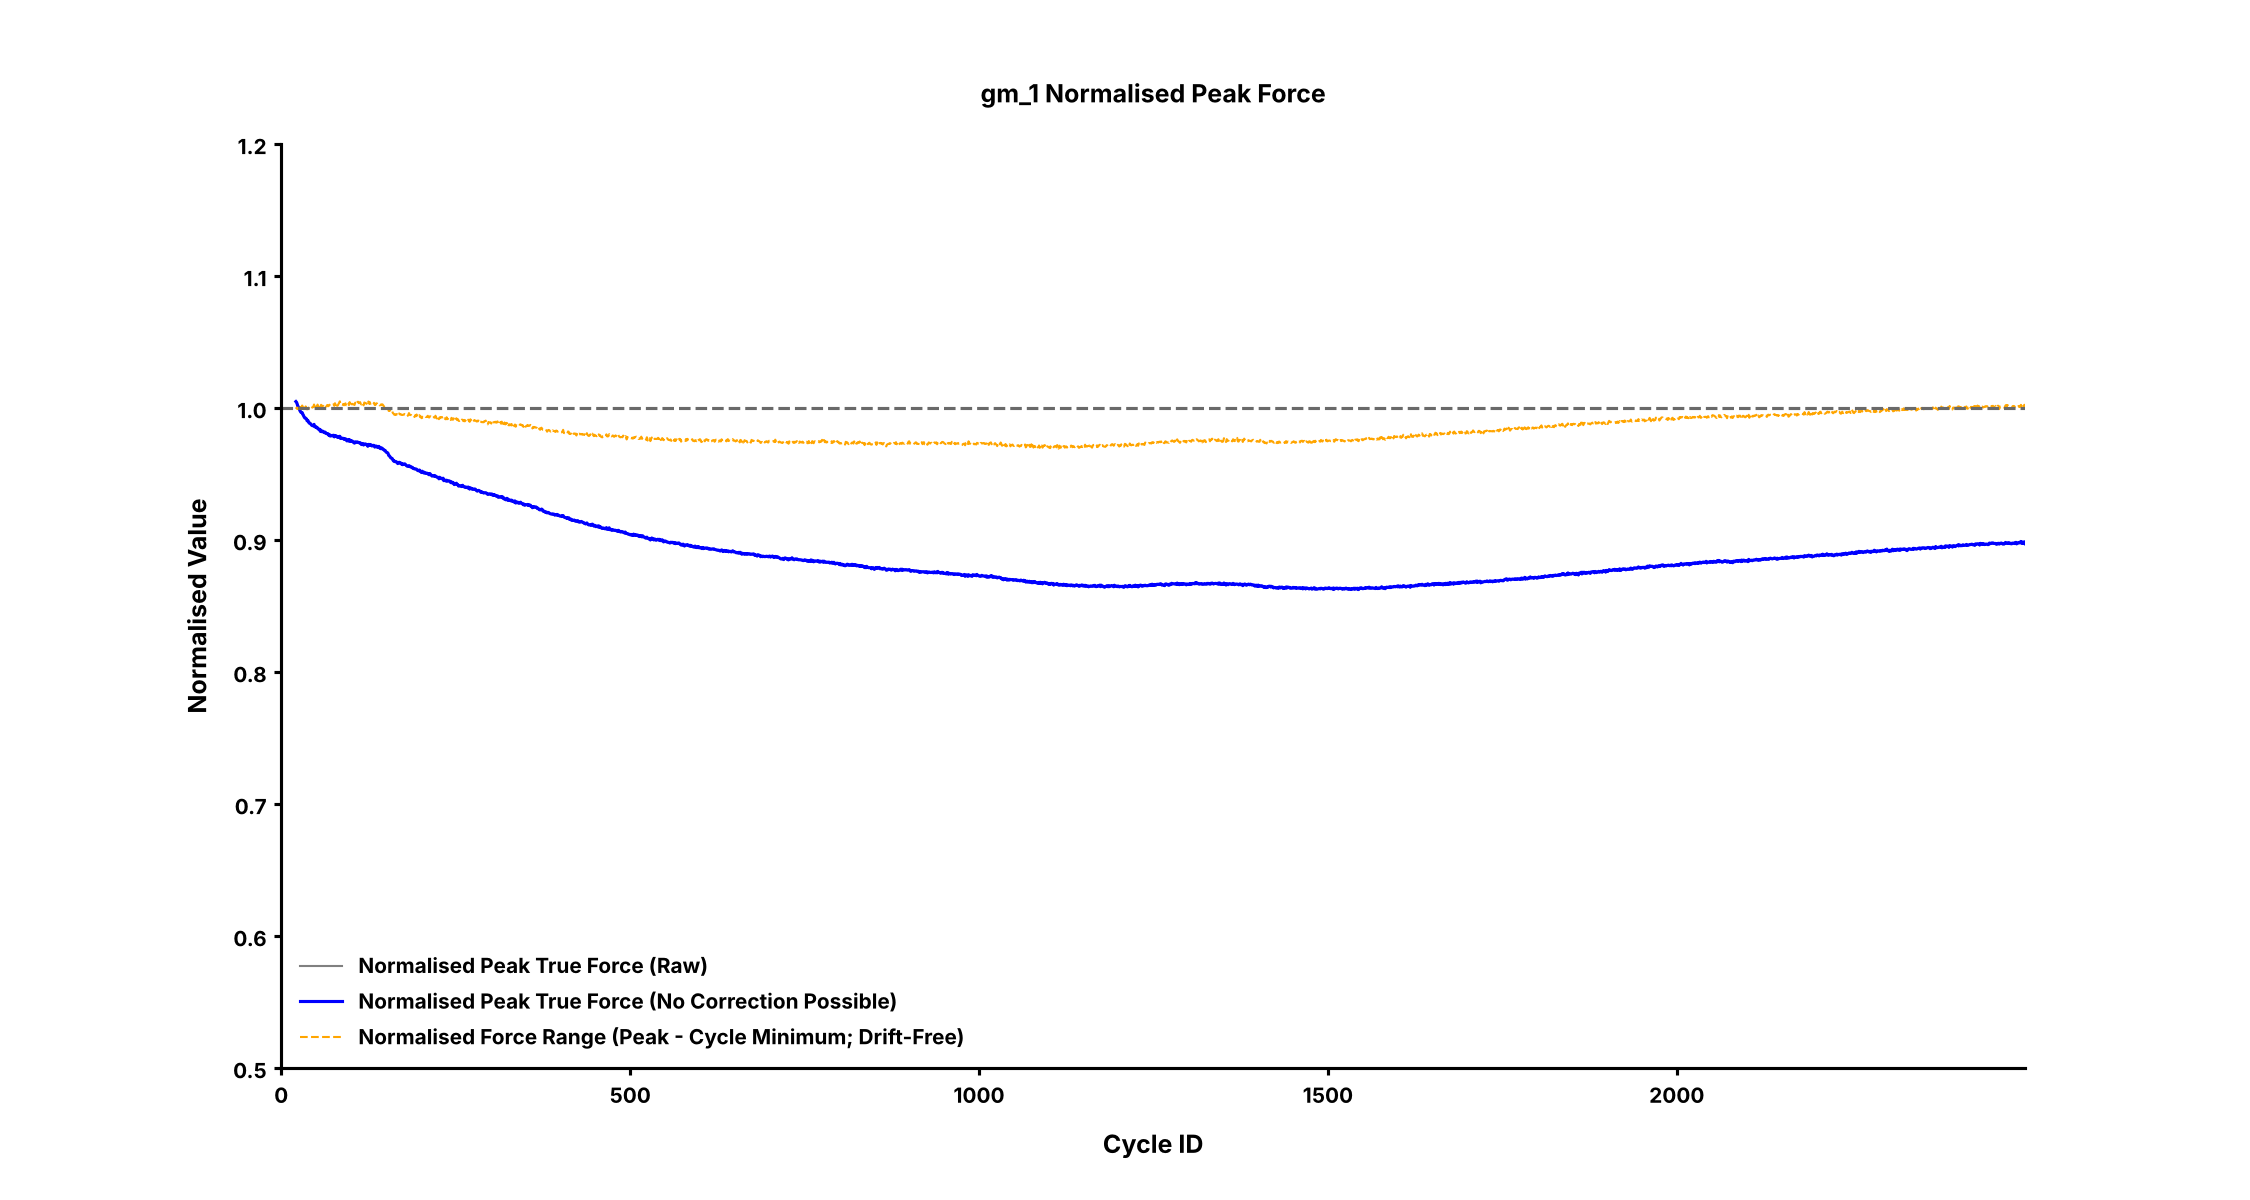 gm_1 Normalised Peak Force
1.2
1.1
1.0
0.9
0.8
0.7
0.6
0.5
Normalised Value
Normalised Peak True Force (Raw)
Normalised Peak True Force (No Correction Possible)
Normalised Force Range (Peak - Cycle Minimum; Drift-Free)
0 500 1000 1500 2000
Cycle ID